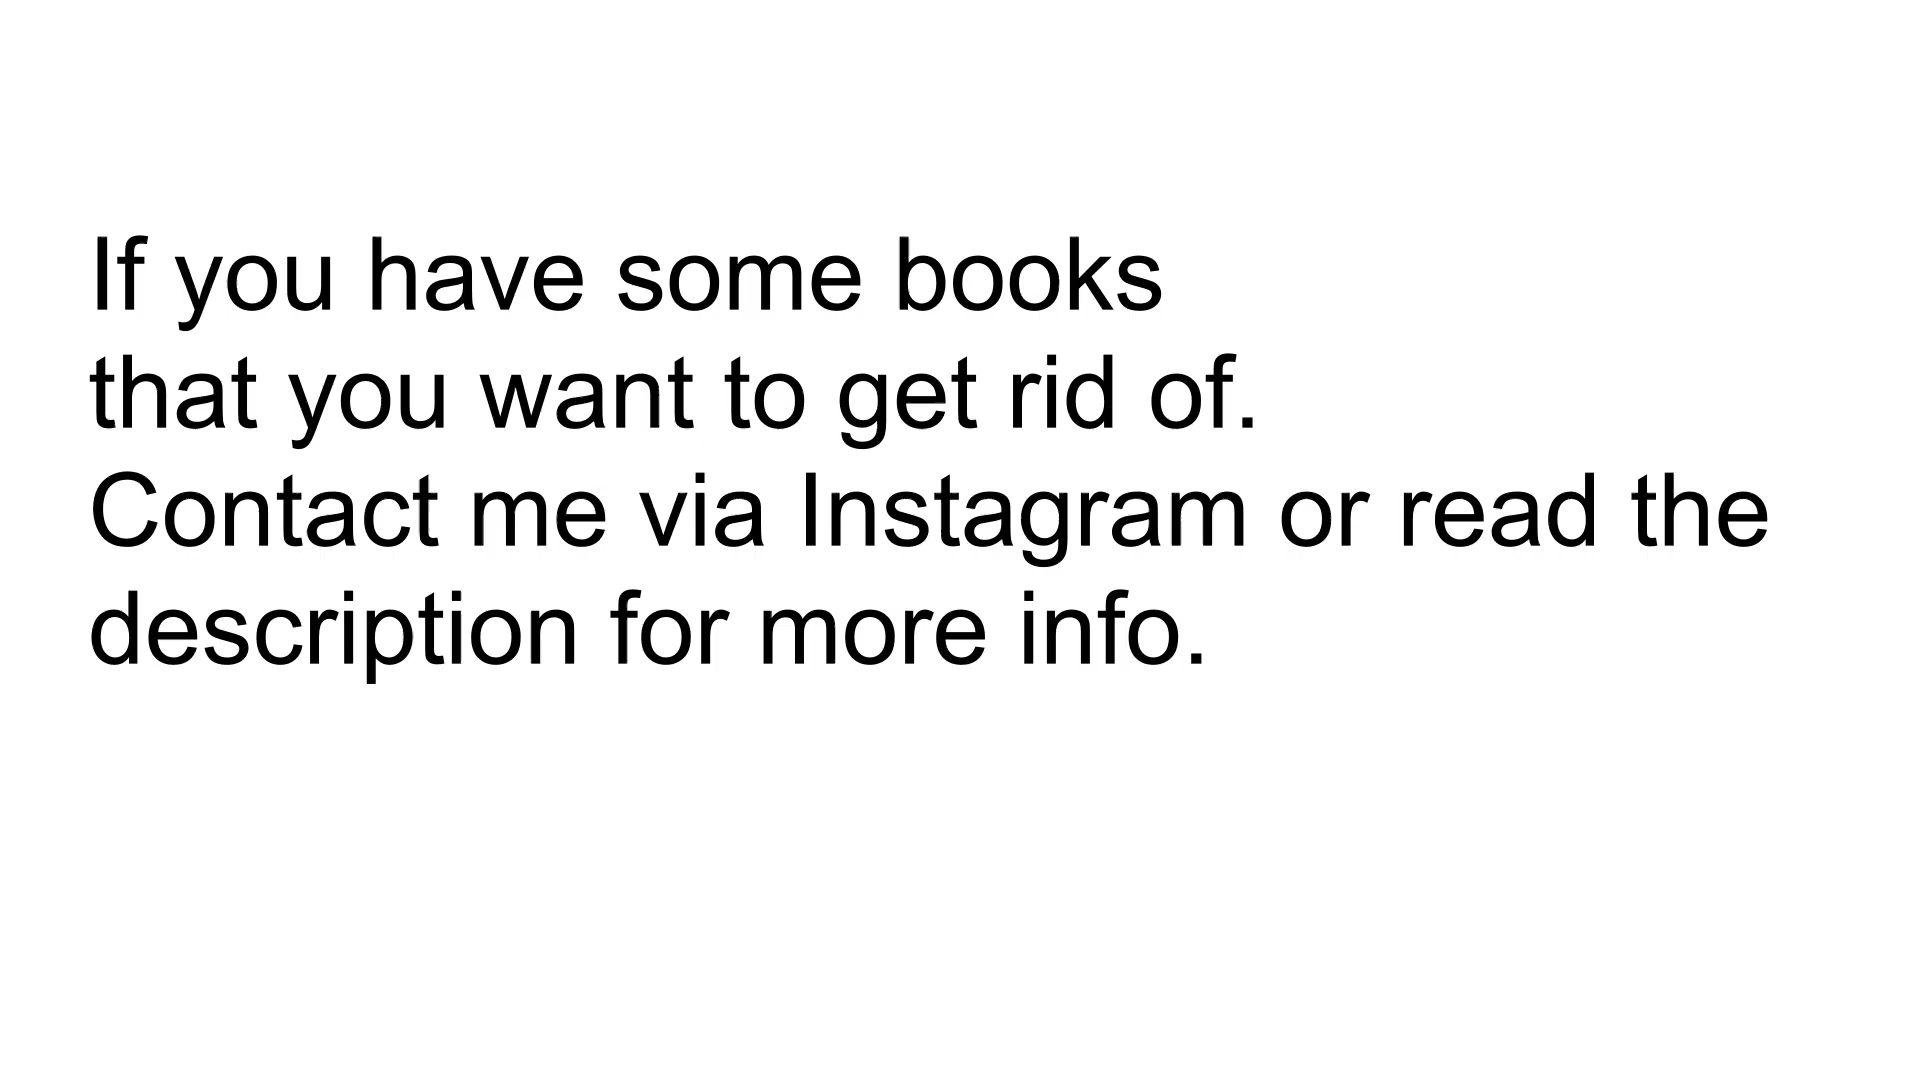 If you have some books
that you want to get rid of.
Contact me via Instagram or read the
description for more info.